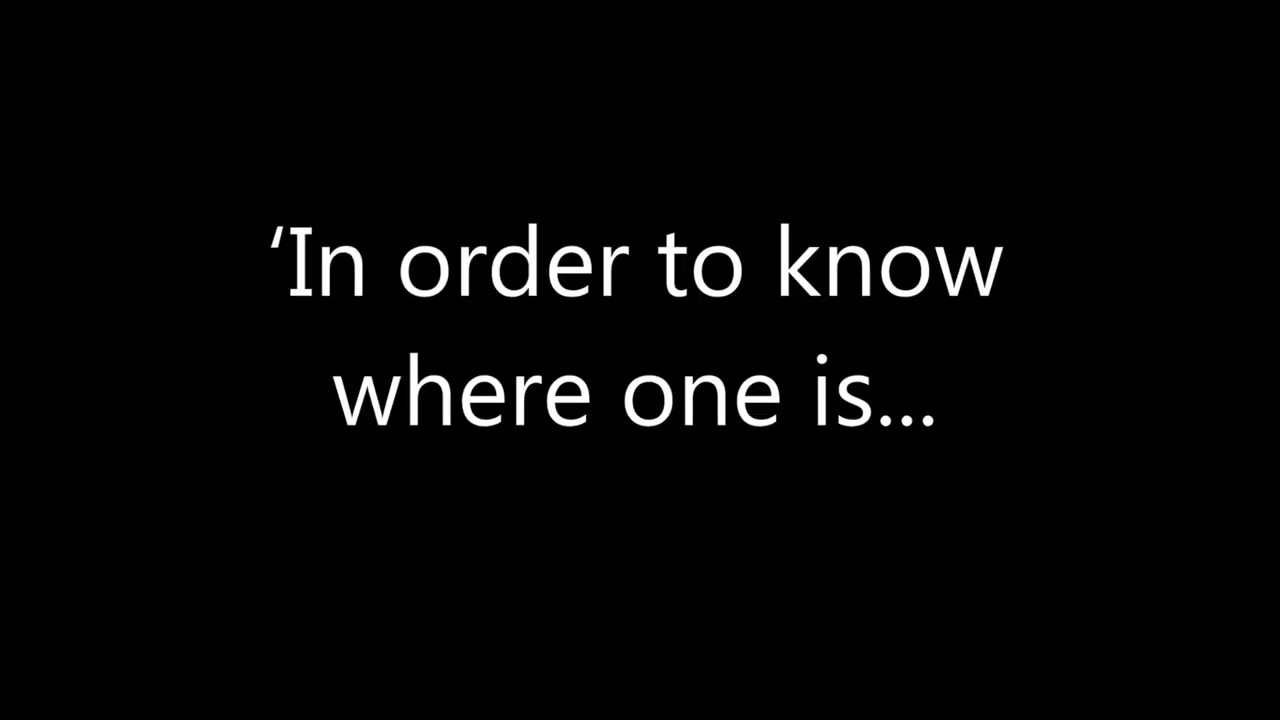 ‘In order to know
where one is...